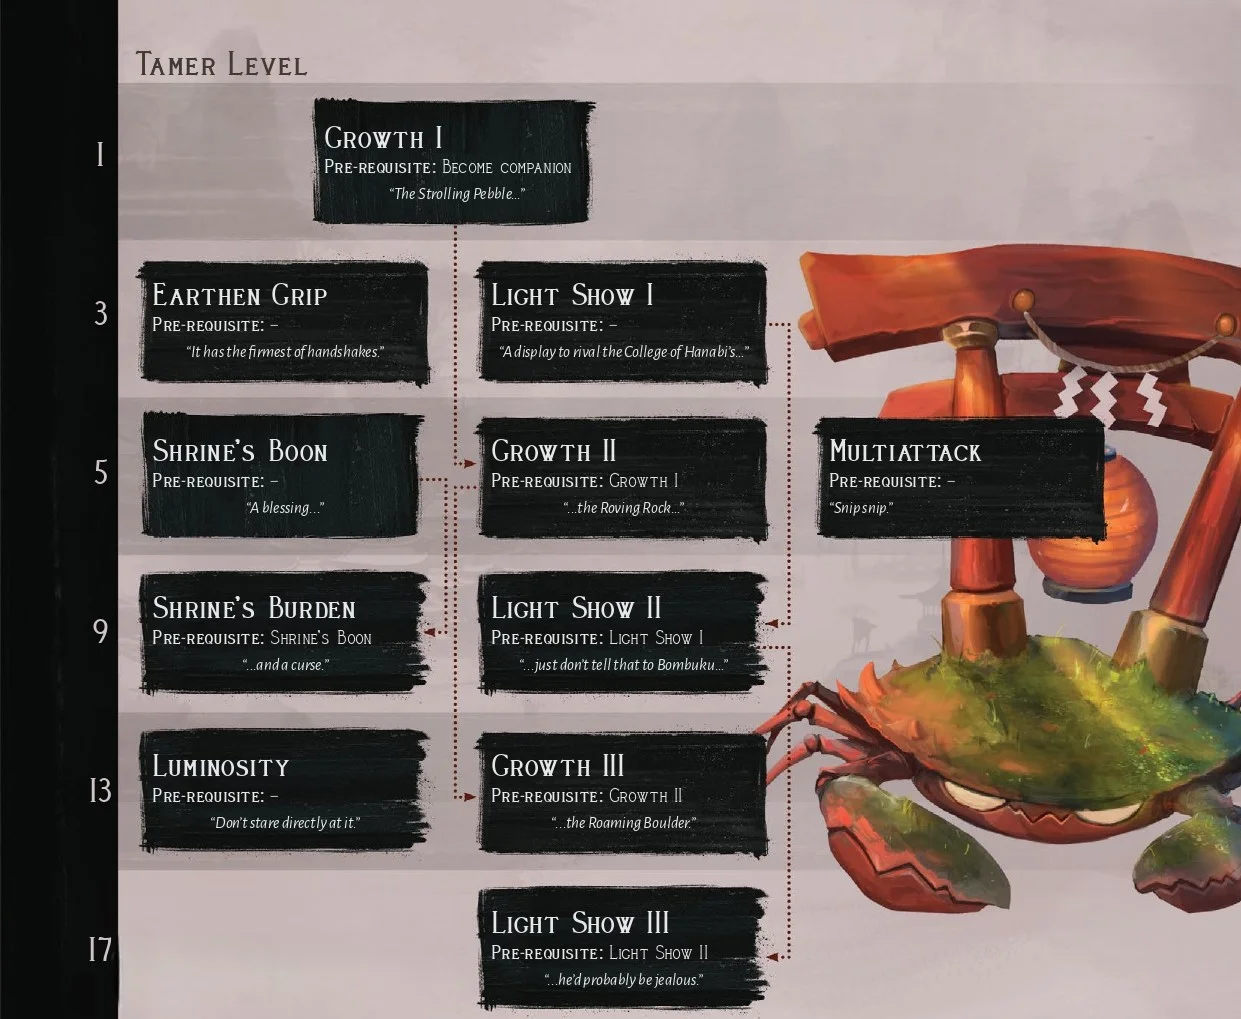 Tamer Level
1
Growth I
Pre-requisite: Become companion
“The Strolling Pebble...”
3
Earthen Grip
Pre-requisite: –
“It has the firmest of handshakes.”
Light Show I
Pre-requisite: –
“A display to rival the College of Hanabi’s...”
5
Shrine’s Boon
Pre-requisite: –
“A blessing...”
Growth II
Pre-requisite: Growth I
“...the Roving Rock...”
Multiattack
Pre-requisite: –
“Snip snip.”
9
Shrine’s Burden
Pre-requisite: Shrine’s Boon
“...and a curse.”
Light Show II
Pre-requisite: Light Show I
“...just don’t tell that to Bombuku...”
13
Luminosity
Pre-requisite: –
“Don’t stare directly at it.”
Growth III
Pre-requisite: Growth II
“...the Roaming Boulder.”
17
Light Show III
Pre-requisite: Light Show II
“...he’d probably be jealous.”